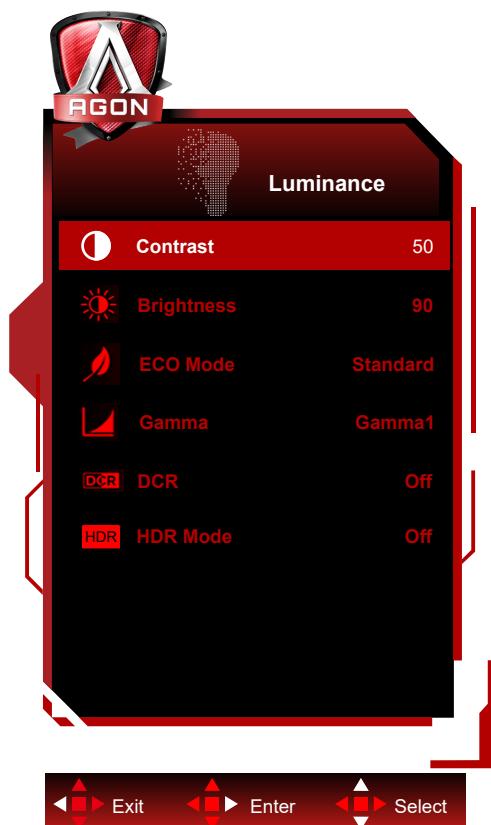 AGON
Luminance
Contrast 50
Brightness 90
ECO Mode Standard
Gamma Gamma1
DCR DCR Off
HDR HDR Mode Off
Exit Enter Select